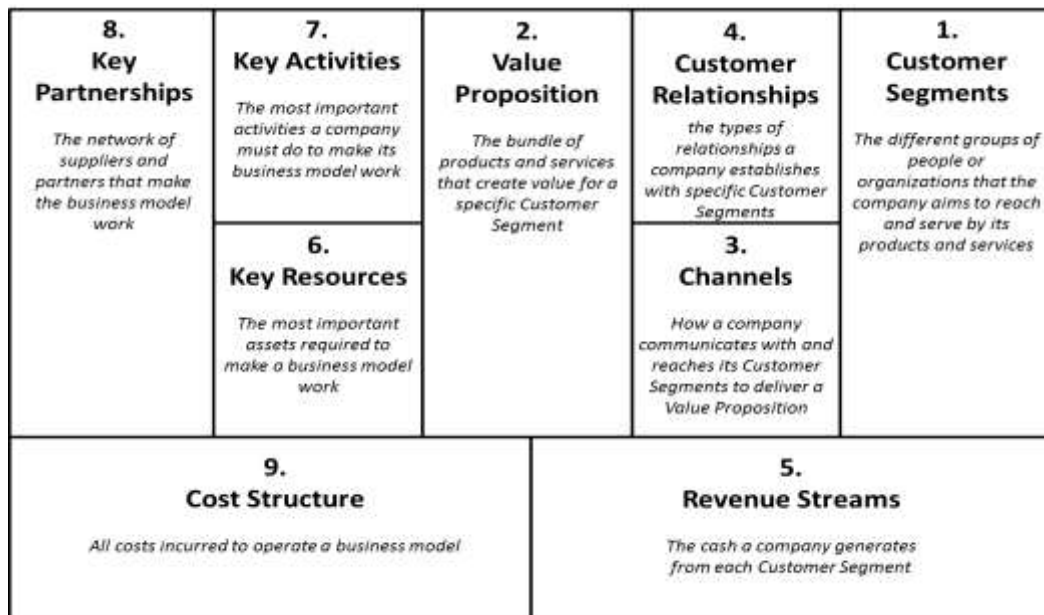 8.
Key
Partnerships
The network of
suppliers and
partners that make
the business model
work
7.
Key Activities
The most important
activities a company
must do to make its
business model work
6.
Key Resources
The most important
assets required to
make a business model
work
2.
Value
Proposition
The bundle of
products and services
that create value for a
specific Customer
Segment
4.
Customer
Relationships
the types of
relationships a
company establishes
with specific Customer
Segments
3.
Channels
How a company
communicates with and
reaches its Customer
Segments to deliver a
Value Proposition
1.
Customer
Segments
The different groups of
people or
organizations that the
company aims to reach
and serve by its
products and services
9.
Cost Structure
All costs incurred to operate a business model
5.
Revenue Streams
The cash a company generates
from each Customer Segment